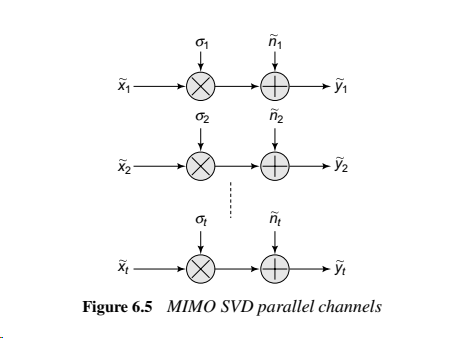 σ₁ ñ₁
x̃₁ ỹ₁
σ₂ ñ₂
x̃₂ ỹ₂
σₜ ñₜ
x̃ₜ ỹₜ
Figure 6.5 MIMO SVD parallel channels